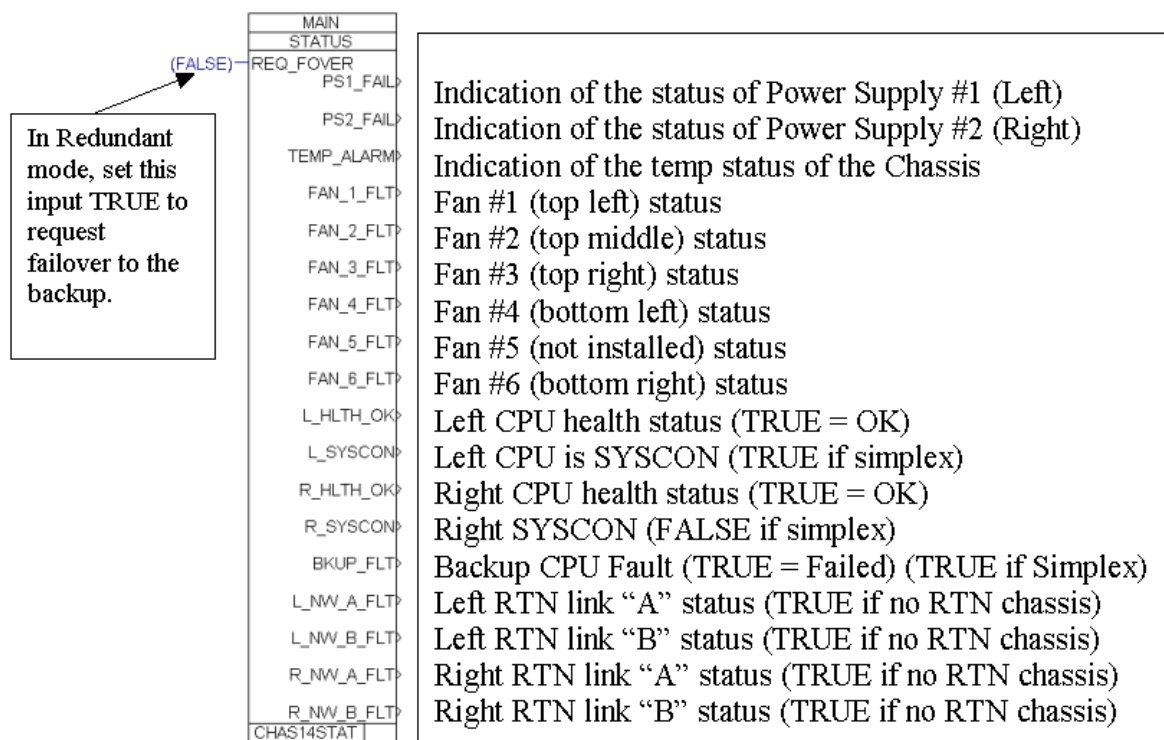 MAIN
STATUS
(FALSE)
REQ_FOVER
In Redundant
mode, set this
input TRUE to
request
failover to the
backup.
PS1_FAIL
PS2_FAIL
TEMP_ALARM
FAN_1_FLT
FAN_2_FLT
FAN_3_FLT
FAN_4_FLT
FAN_5_FLT
FAN_6_FLT
L_HLTH_OK
L_SYSCON
R_HLTH_OK
R_SYSCON
BKUP_FLT
L_NW_A_FLT
L_NW_B_FLT
R_NW_A_FLT
R_NW_B_FLT
CHAS14STAT
Indication of the status of Power Supply #1 (Left)
Indication of the status of Power Supply #2 (Right)
Indication of the temp status of the Chassis
Fan #1 (top left) status
Fan #2 (top middle) status
Fan #3 (top right) status
Fan #4 (bottom left) status
Fan #5 (not installed) status
Fan #6 (bottom right) status
Left CPU health status (TRUE = OK)
Left CPU is SYSCON (TRUE if simplex)
Right CPU health status (TRUE = OK)
Right SYSCON (FALSE if simplex)
Backup CPU Fault (TRUE = Failed) (TRUE if Simplex)
Left RTN link “A” status (TRUE if no RTN chassis)
Left RTN link “B” status (TRUE if no RTN chassis)
Right RTN link “A” status (TRUE if no RTN chassis)
Right RTN link “B” status (TRUE if no RTN chassis)